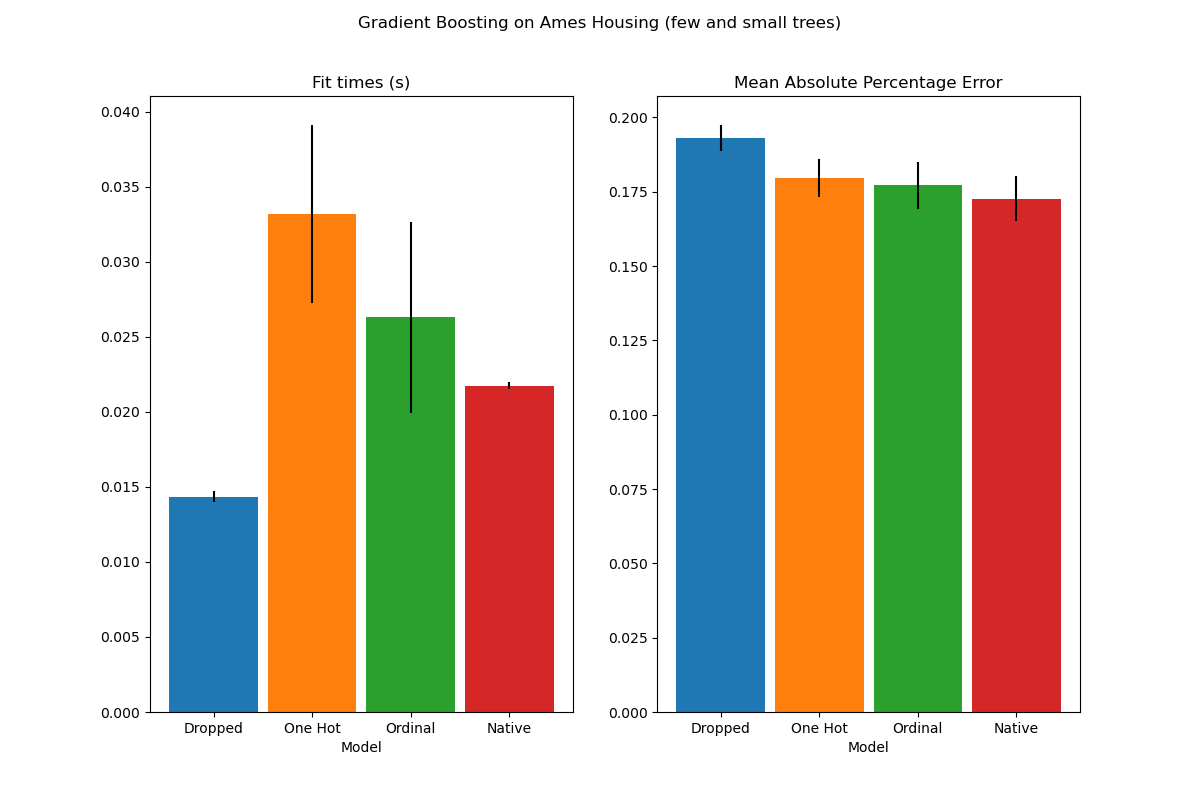 Gradient Boosting on Ames Housing (few and small trees)
Fit times (s)
0.040
0.035
0.030
0.025
0.020
0.015
0.010
0.005
0.000
Dropped One Hot Ordinal Native
Model
Mean Absolute Percentage Error
0.200
0.175
0.150
0.125
0.100
0.075
0.050
0.025
0.000
Dropped One Hot Ordinal Native
Model